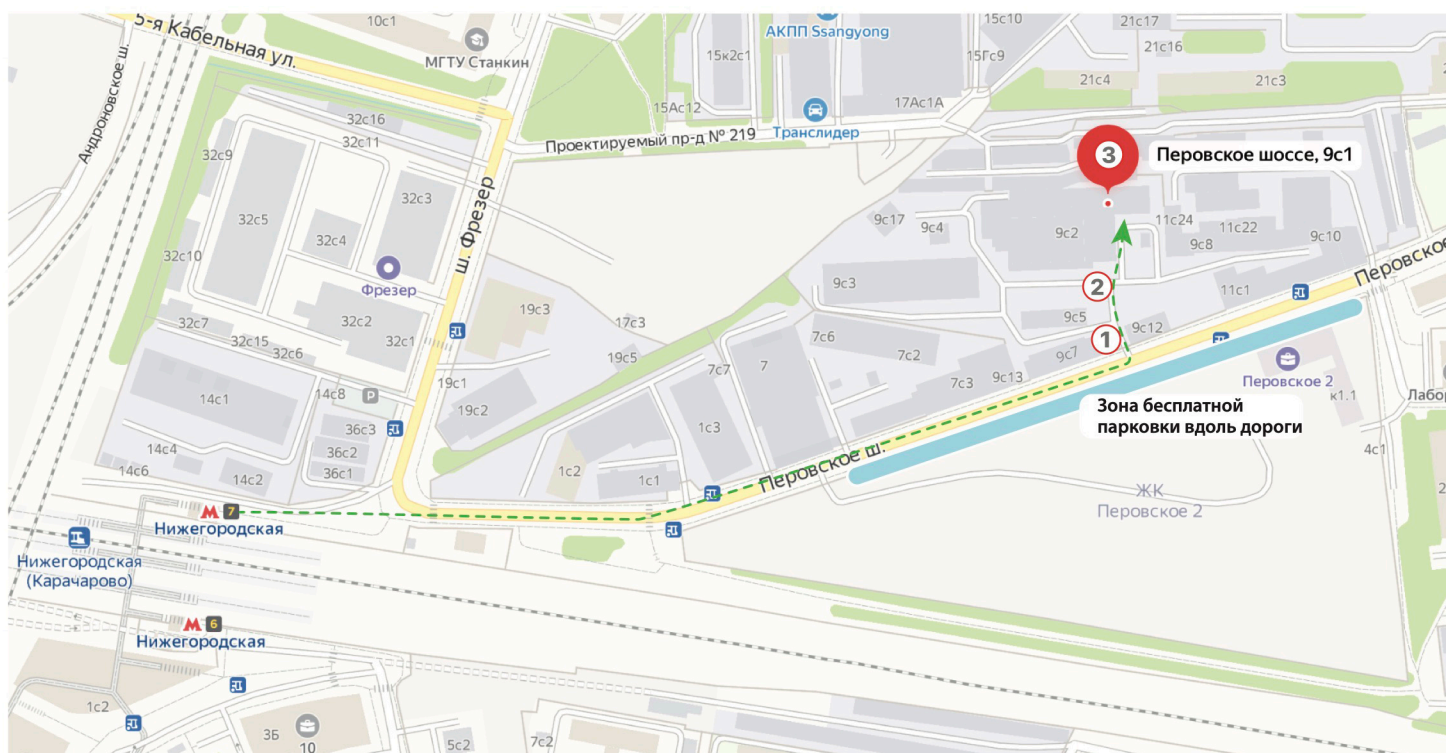 5-я Кабельная ул.
10с1
МГТУ Станкин
АКПП Ssangyong
15к2с1
15с10
15Гс9
21с17
21с16
21с4
21с3
Андроновское ш.
32с16
32с11
32с9
15Ас12
17Ас1А
Транслидер
Проектируемый пр-д № 219
3
Перовское шоссе, 9с1
32с5
32с3
32с4
32с10
ш. Фрезер
Фрезер
9с17
9с4
9с2
11с24
11с22
9с8
9с10
Перовское
9с3
2
11с1
32с7
32с2
32с15
32с6
32с1
19с3
17с3
9с5
1
9с12
7с6
7с2
9с7
19с5
7с7
7
19с1
7с3
9с13
Перовское 2
к1.1
14с1
14с8
P
19с2
Зона бесплатной
парковки вдоль дороги
Лабор
36с3
1с3
14с4
36с2
14с6
14с2
36с1
1с2
1с1
Перовское ш.
4с1
2
ЖК
Перовское 2
М 7
Нижегородская
Нижегородская
(Карачарово)
М 6
Нижегородская
1с2
3Б
10
5с2
7с2